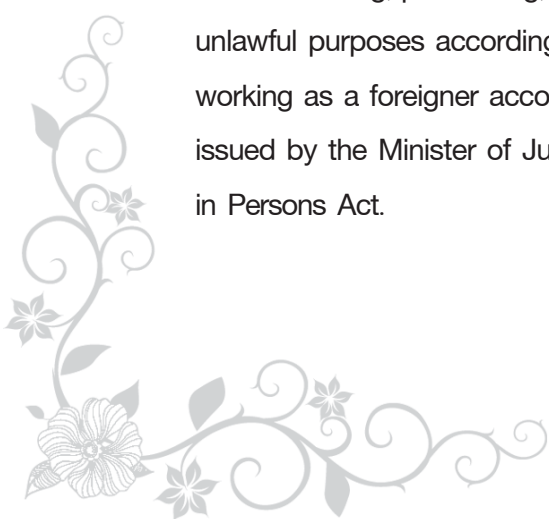 unlawful purposes according
working as a foreigner acco
issued by the Minister of Ju
in Persons Act.